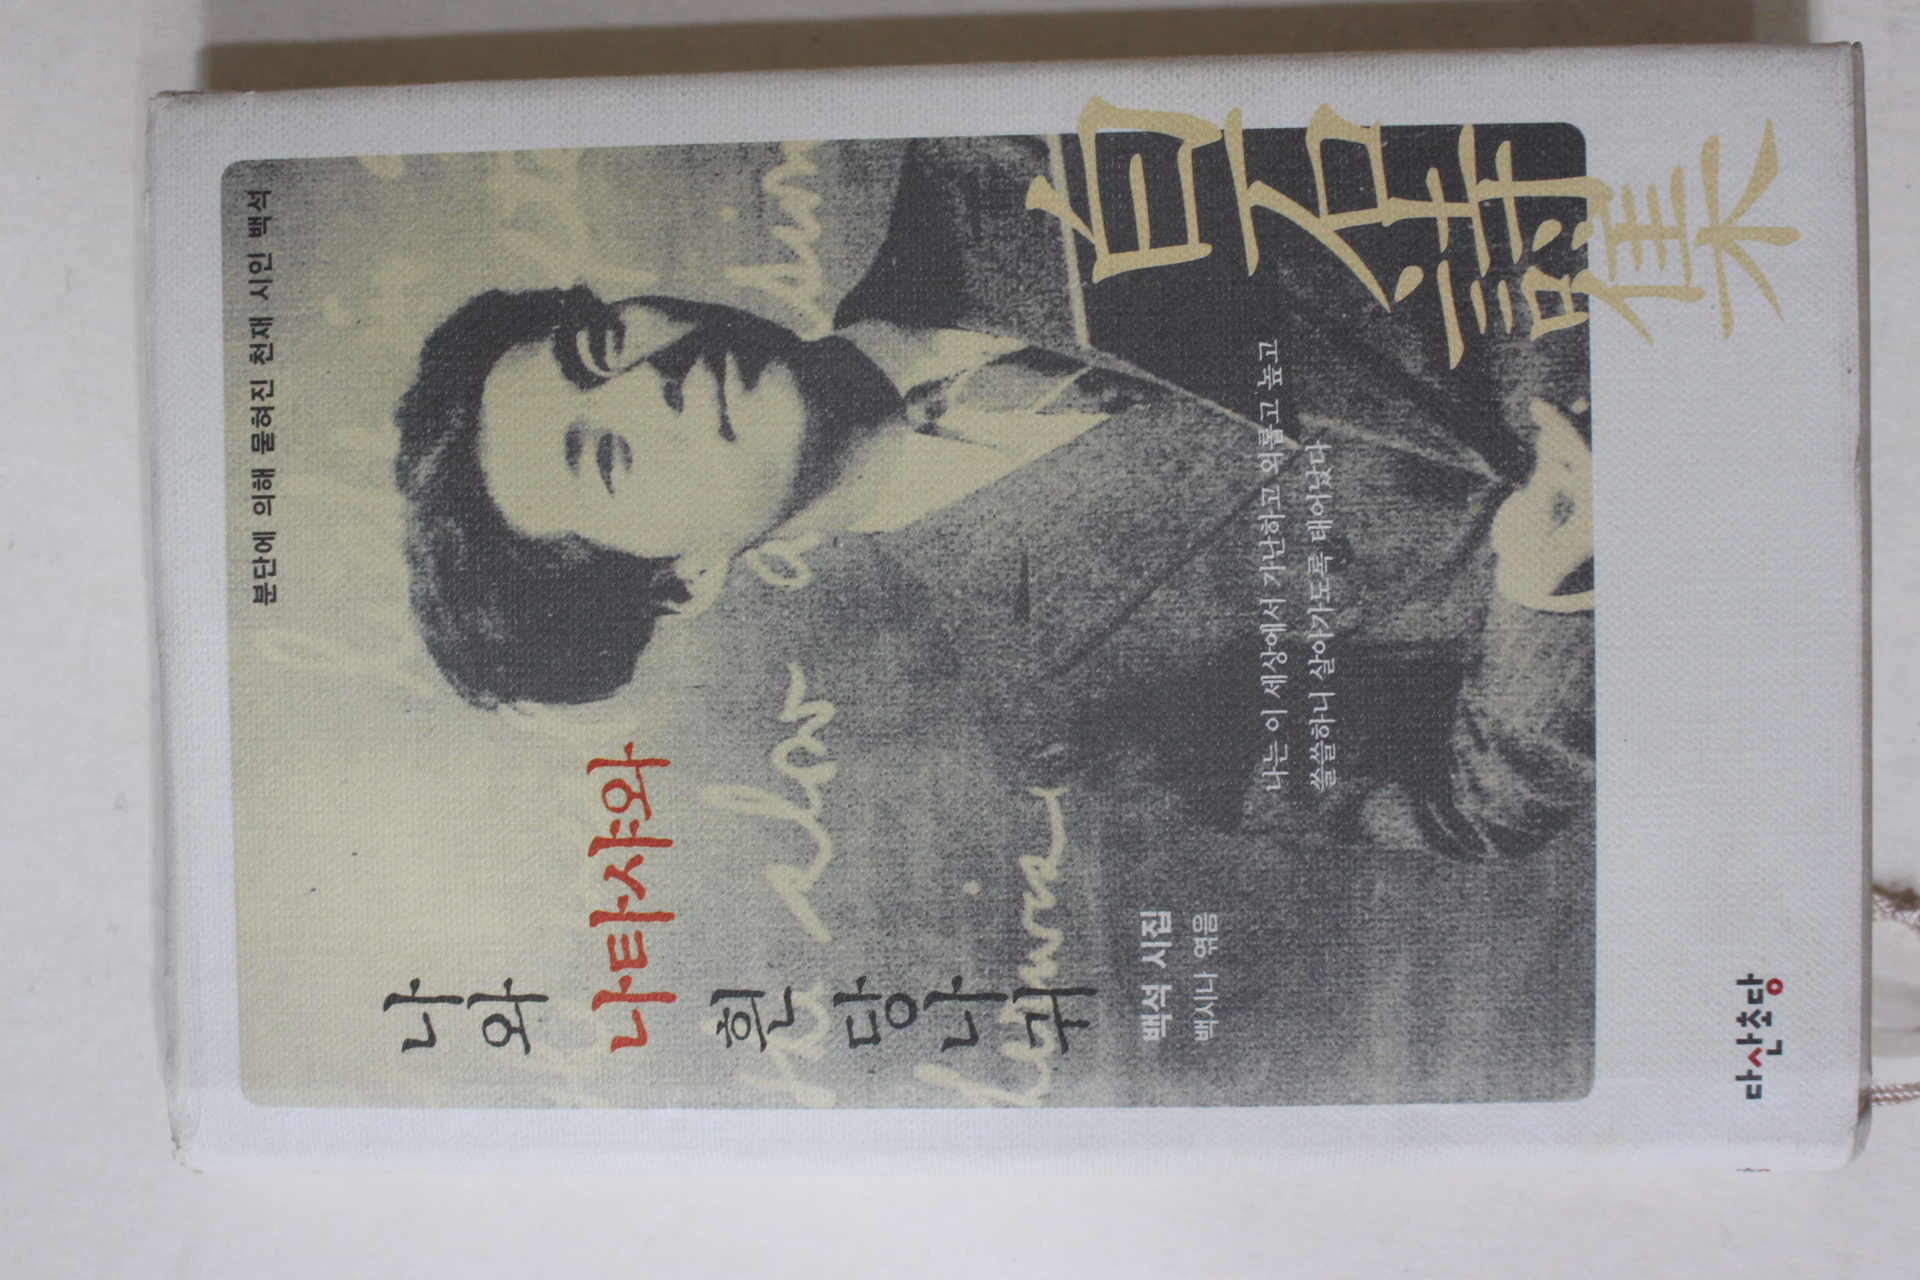 분단에 의해 묻혀진 천재 시인 백석
나와
나타샤와
흰
당나귀
백석 시집
백시나 엮음
나는 이 세상에서 가난하고 외롭고 높고
쓸쓸하니 살아가도록 태어났다
白石詩集
다산초당